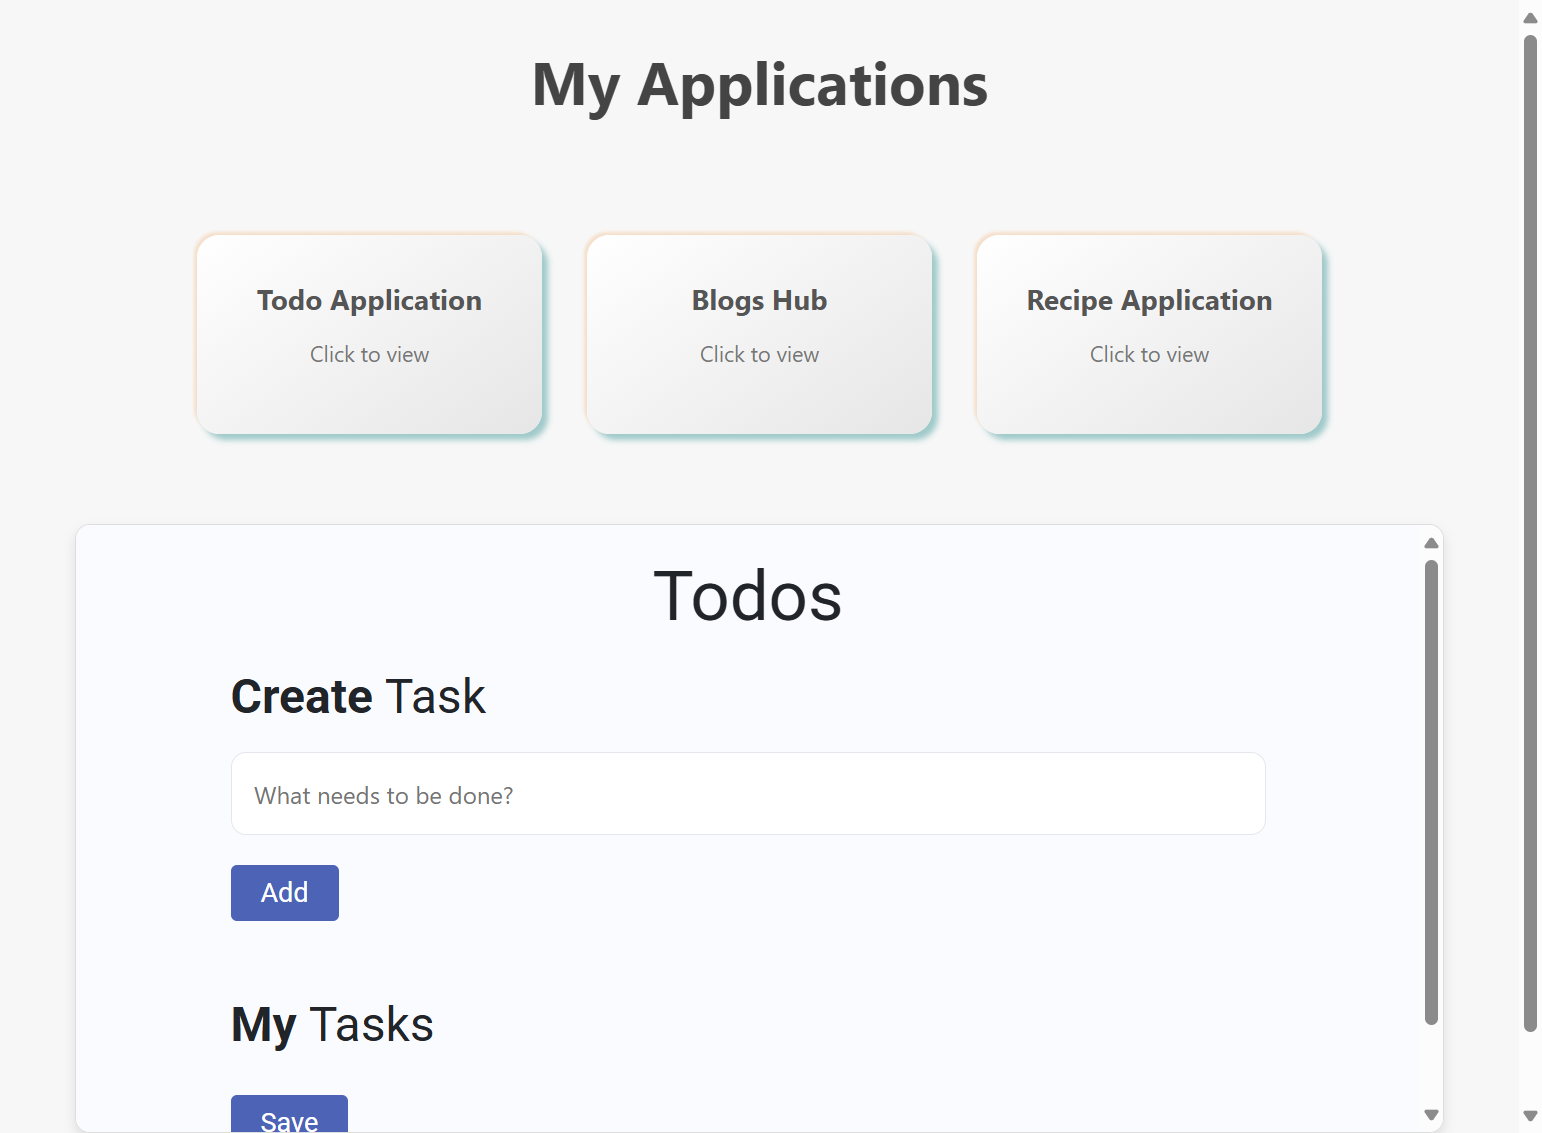 My Applications
Todo Application
Click to view
Blogs Hub
Click to view
Recipe Application
Click to view
Todos
Create Task
What needs to be done?
Add
My Tasks
Save